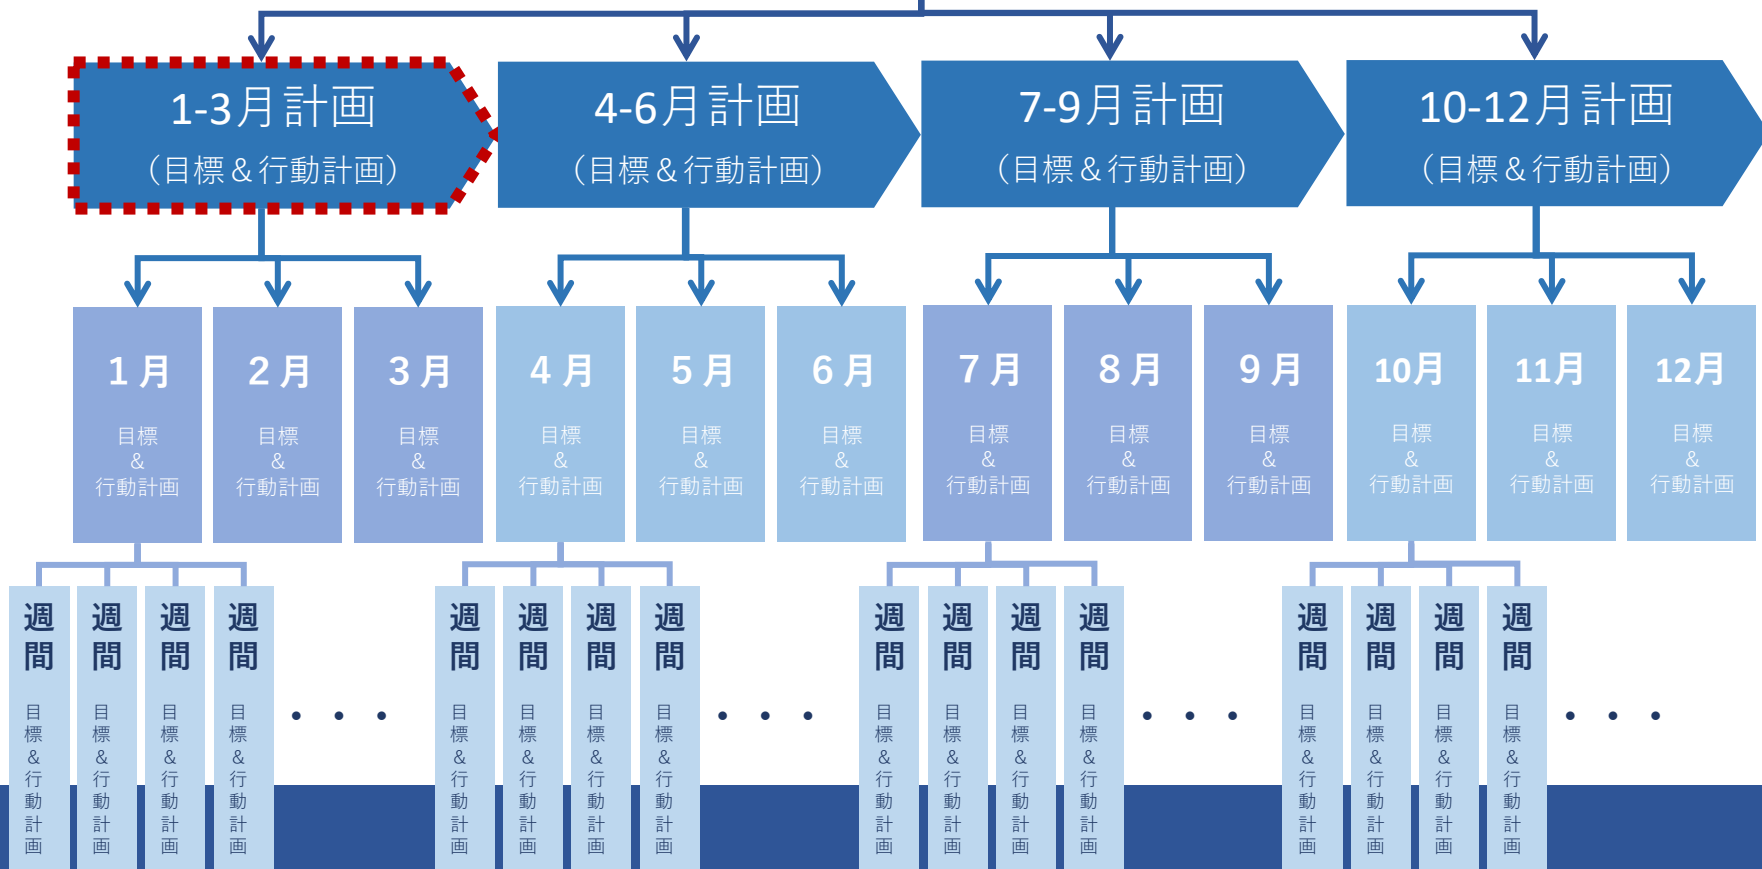 1-3月計画
（目標＆行動計画）
4-6月計画
（目標＆行動計画）
7-9月計画
（目標＆行動計画）
10-12月計画
（目標＆行動計画）
1月
目標
&
行動計画
2月
目標
&
行動計画
3月
目標
&
行動計画
4月
目標
&
行動計画
5月
目標
&
行動計画
6月
目標
&
行動計画
7月
目標
&
行動計画
8月
目標
&
行動計画
9月
目標
&
行動計画
10月
目標
&
行動計画
11月
目標
&
行動計画
12月
目標
&
行動計画
週間
目標＆行動計画
週間
目標＆行動計画
週間
目標＆行動計画
週間
目標＆行動計画
・・・
週間
目標＆行動計画
週間
目標＆行動計画
週間
目標＆行動計画
週間
目標＆行動計画
・・・
週間
目標＆行動計画
週間
目標＆行動計画
週間
目標＆行動計画
週間
目標＆行動計画
・・・
週間
目標＆行動計画
週間
目標＆行動計画
週間
目標＆行動計画
週間
目標＆行動計画
・・・